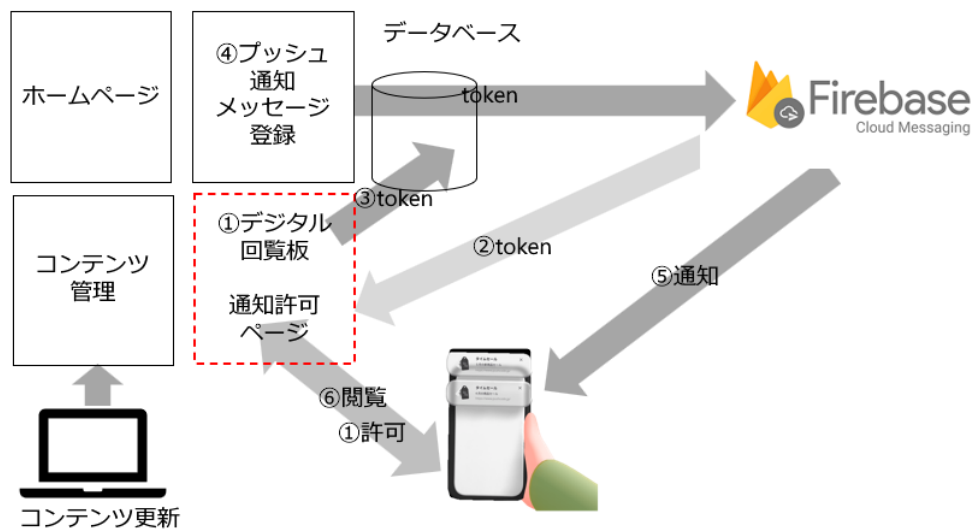 データベース
ホームページ
④プッシュ
通知
メッセージ
登録
token
Firebase
Cloud Messaging
③token
①デジタル
回覧板
通知許可
ページ
②token
コンテンツ
管理
⑤通知
⑥閲覧
①許可
コンテンツ更新